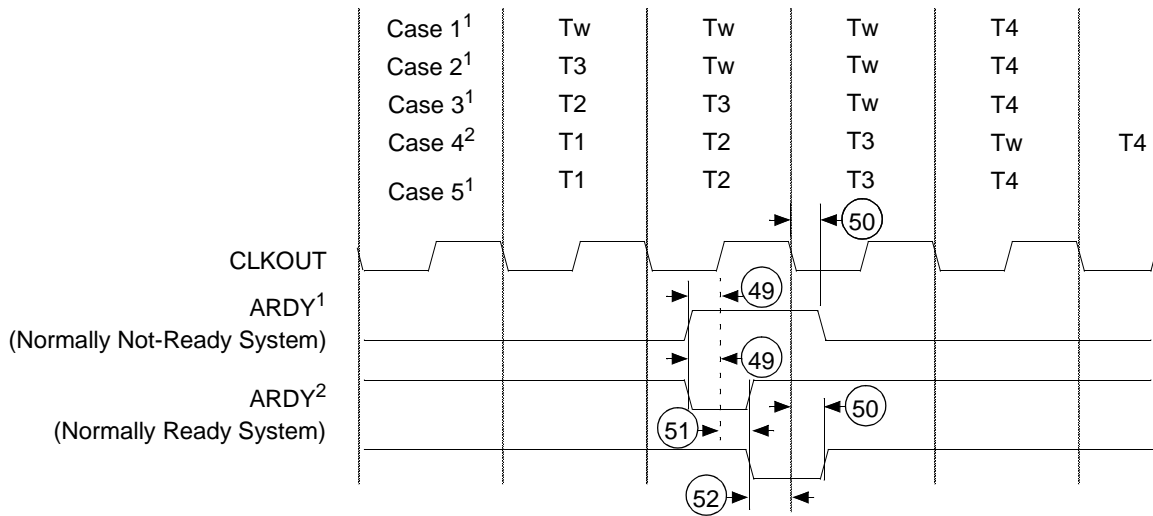 Case 1¹ Tw Tw Tw T4
Case 2¹ T3 Tw Tw T4
Case 3¹ T2 T3 Tw T4
Case 4² T1 T2 T3 Tw T4
Case 5¹ T1 T2 T3 T4
50
CLKOUT
49
ARDY¹
(Normally Not-Ready System)
49
ARDY²
50
(Normally Ready System)
51
52